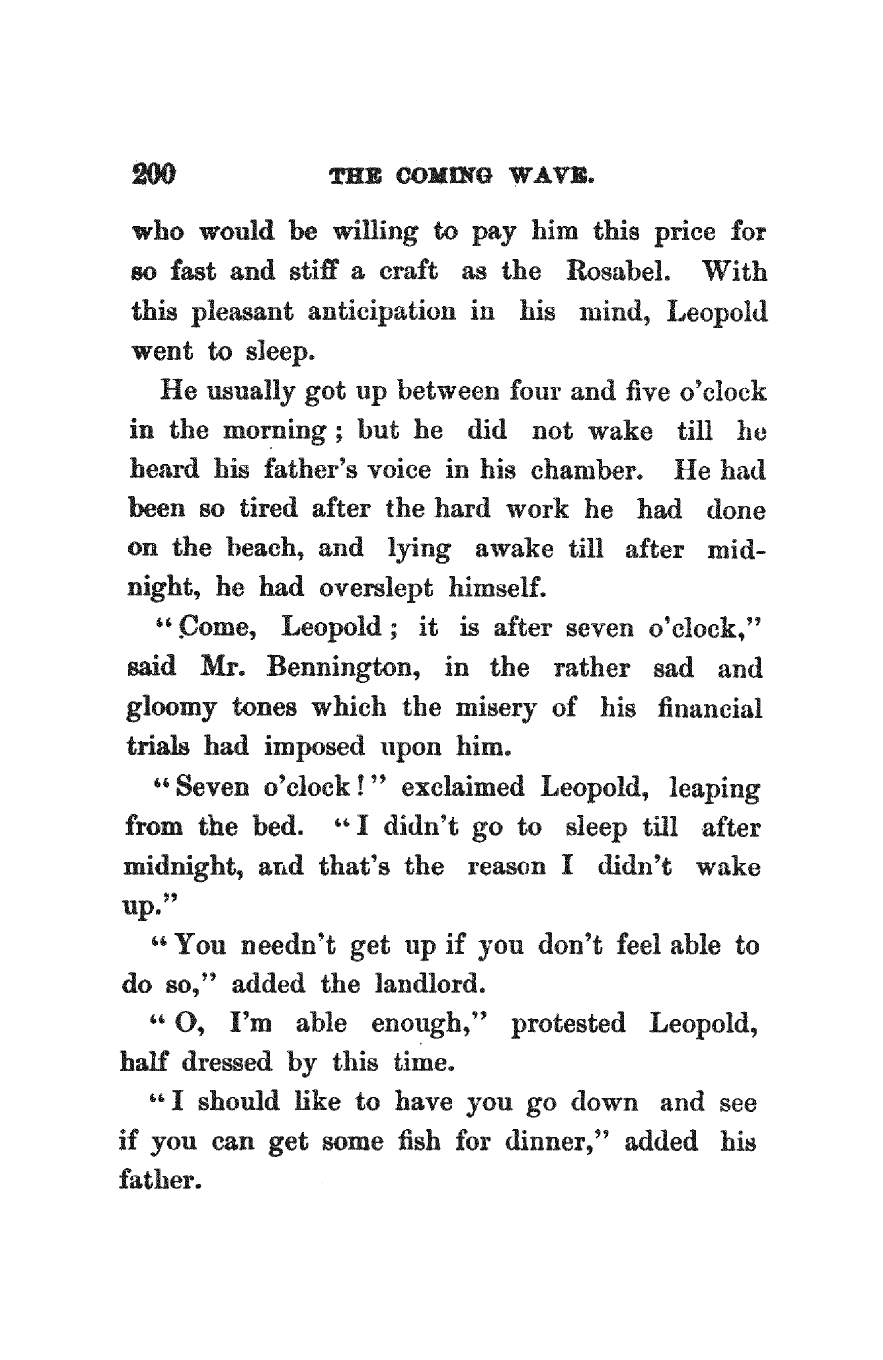 200 THE COMING WAVE.
who would be willing to pay him this price for
so fast and stiff a craft as the Rosabel. With
this pleasant anticipation in his mind, Leopold
went to sleep.
He usually got up between four and five o'clock
in the morning ; but he did not wake till he
heard his father's voice in his chamber. He had
been so tired after the hard work he had done
on the beach, and lying awake till after mid-
night, he had overslept himself.
“ Come, Leopold ; it is after seven o'clock,”
said Mr. Bennington, in the rather sad and
gloomy tones which the misery of his financial
trials had imposed upon him.
“ Seven o'clock ! ” exclaimed Leopold, leaping
from the bed. “ I didn't go to sleep till after
midnight, and that's the reason I didn't wake
up.”
“ You needn't get up if you don't feel able to
do so,” added the landlord.
“ O, I'm able enough,” protested Leopold,
half dressed by this time.
“ I should like to have you go down and see
if you can get some fish for dinner,” added his
father.